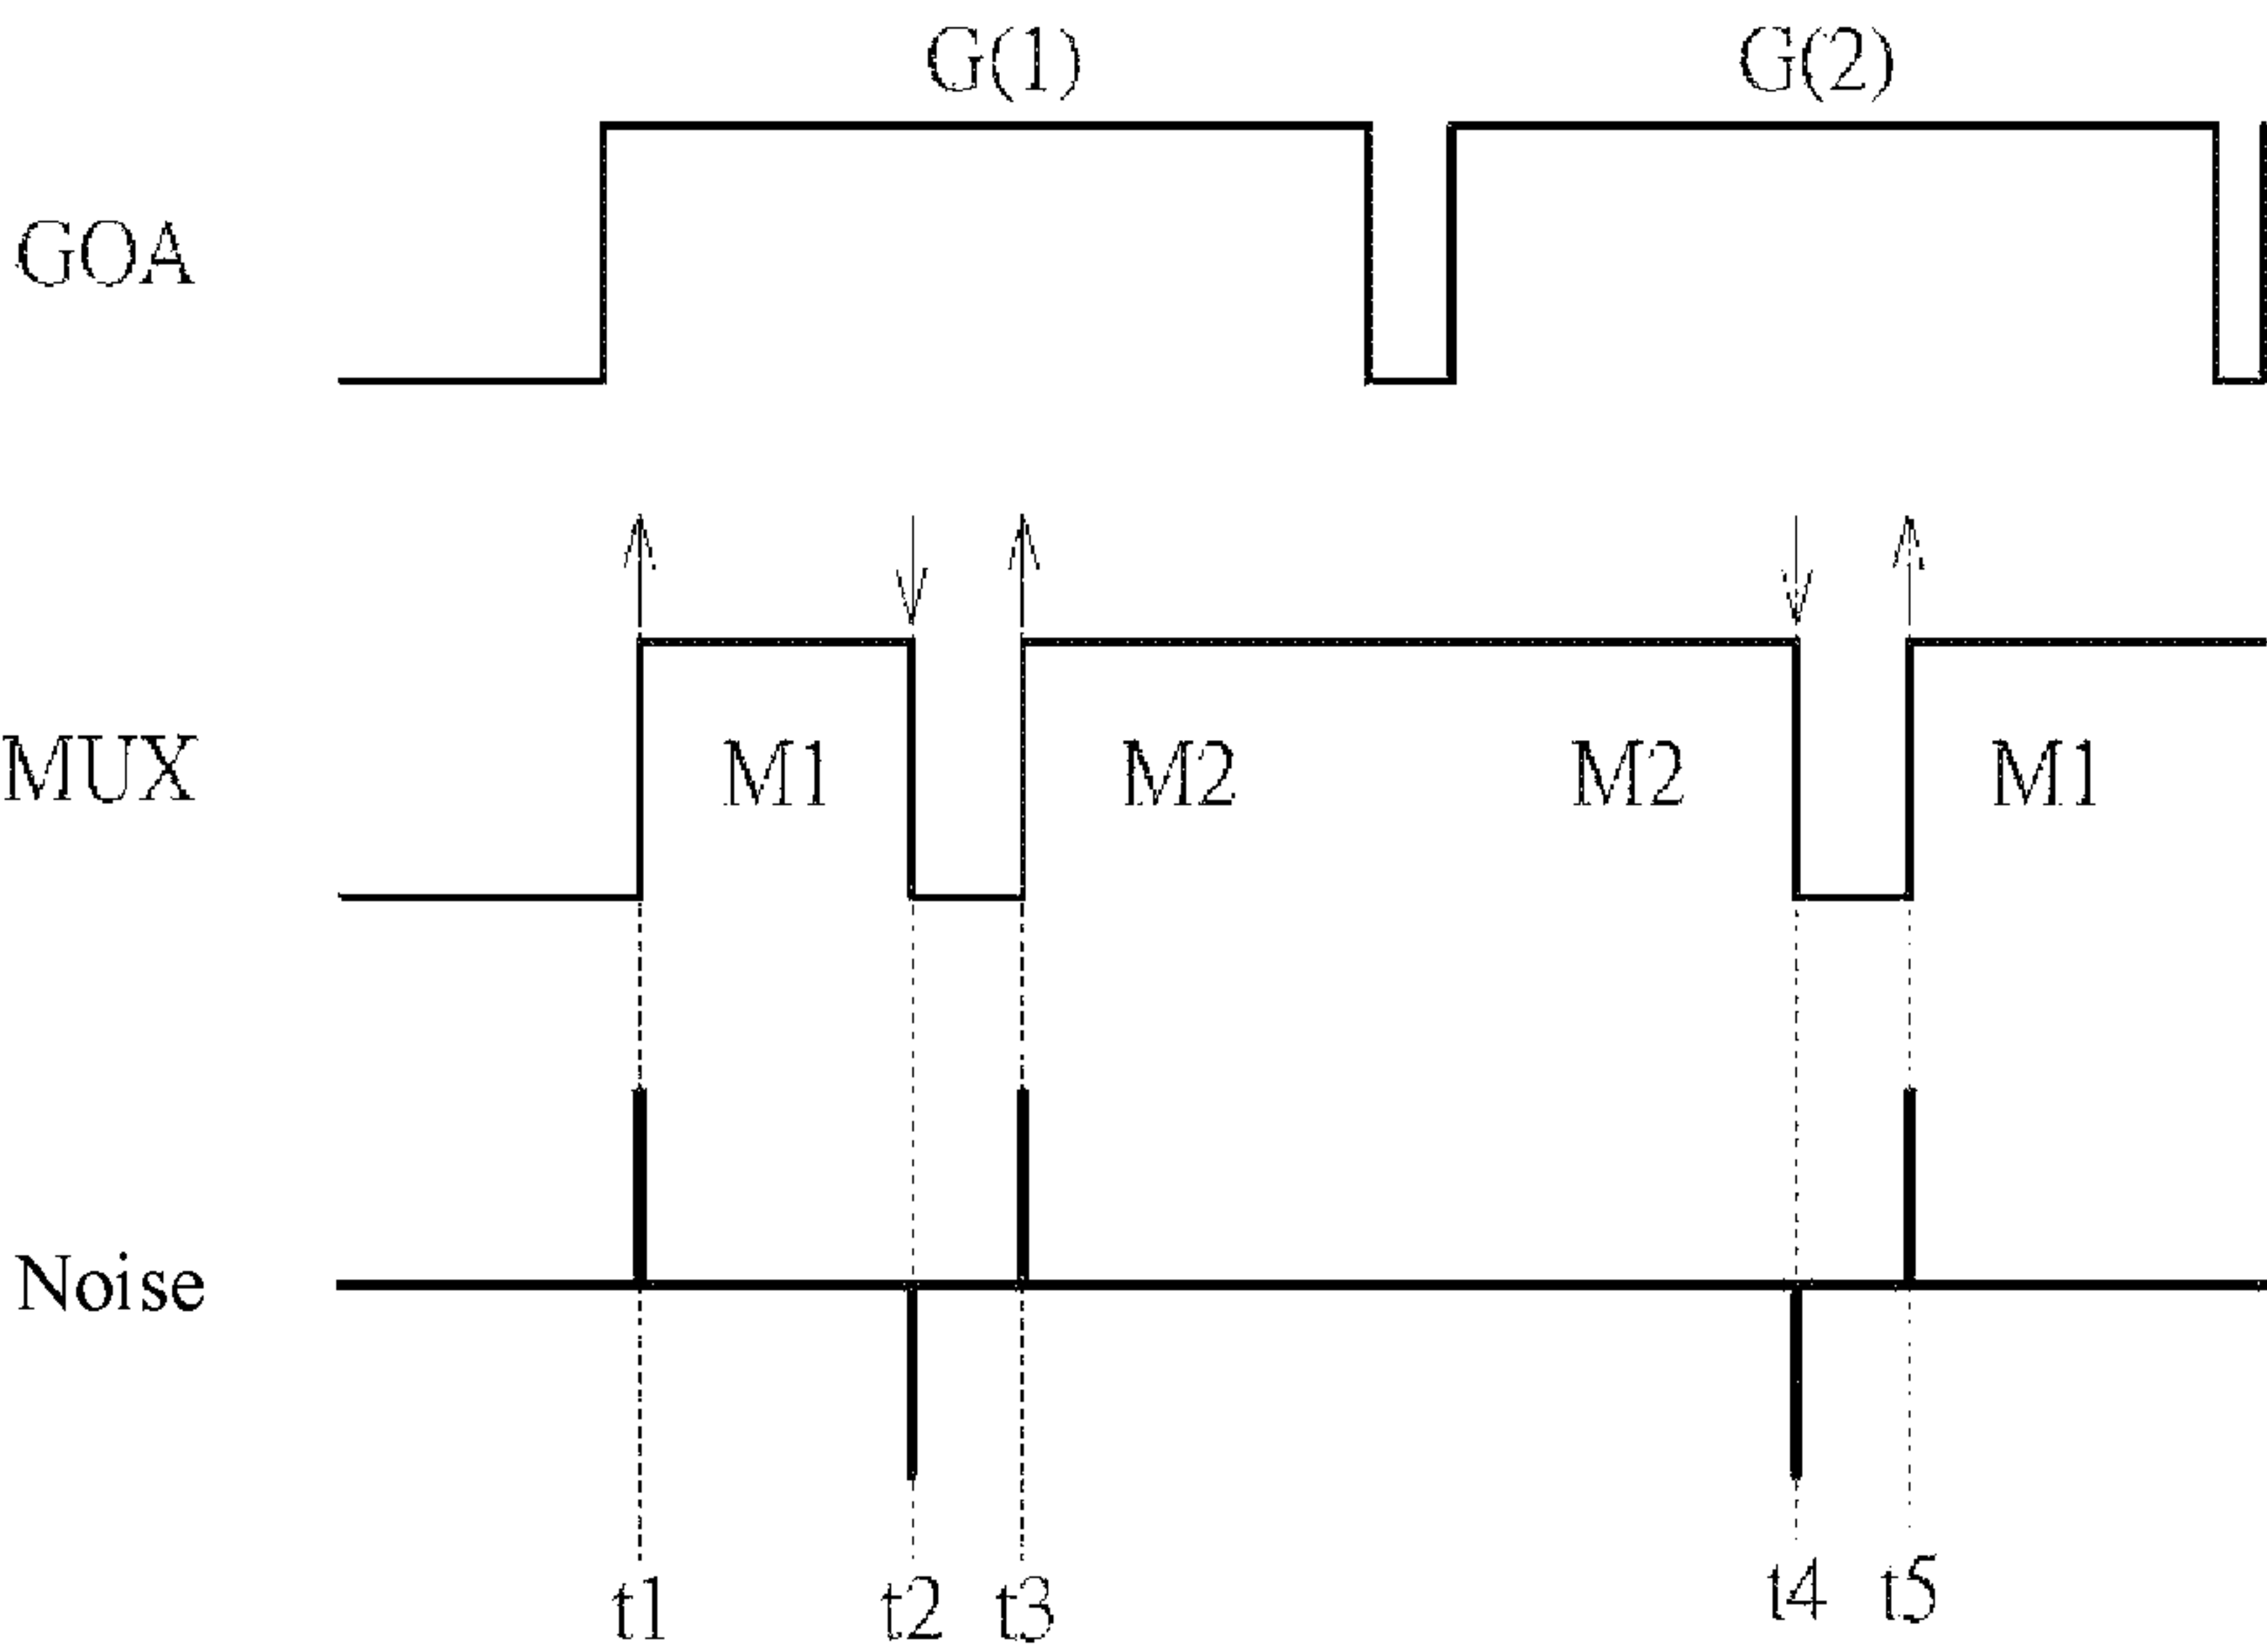 G(1) G(2)
GOA
MUX M1 M2 M2 M1
Noise
t1 t2 t3 t4 t5